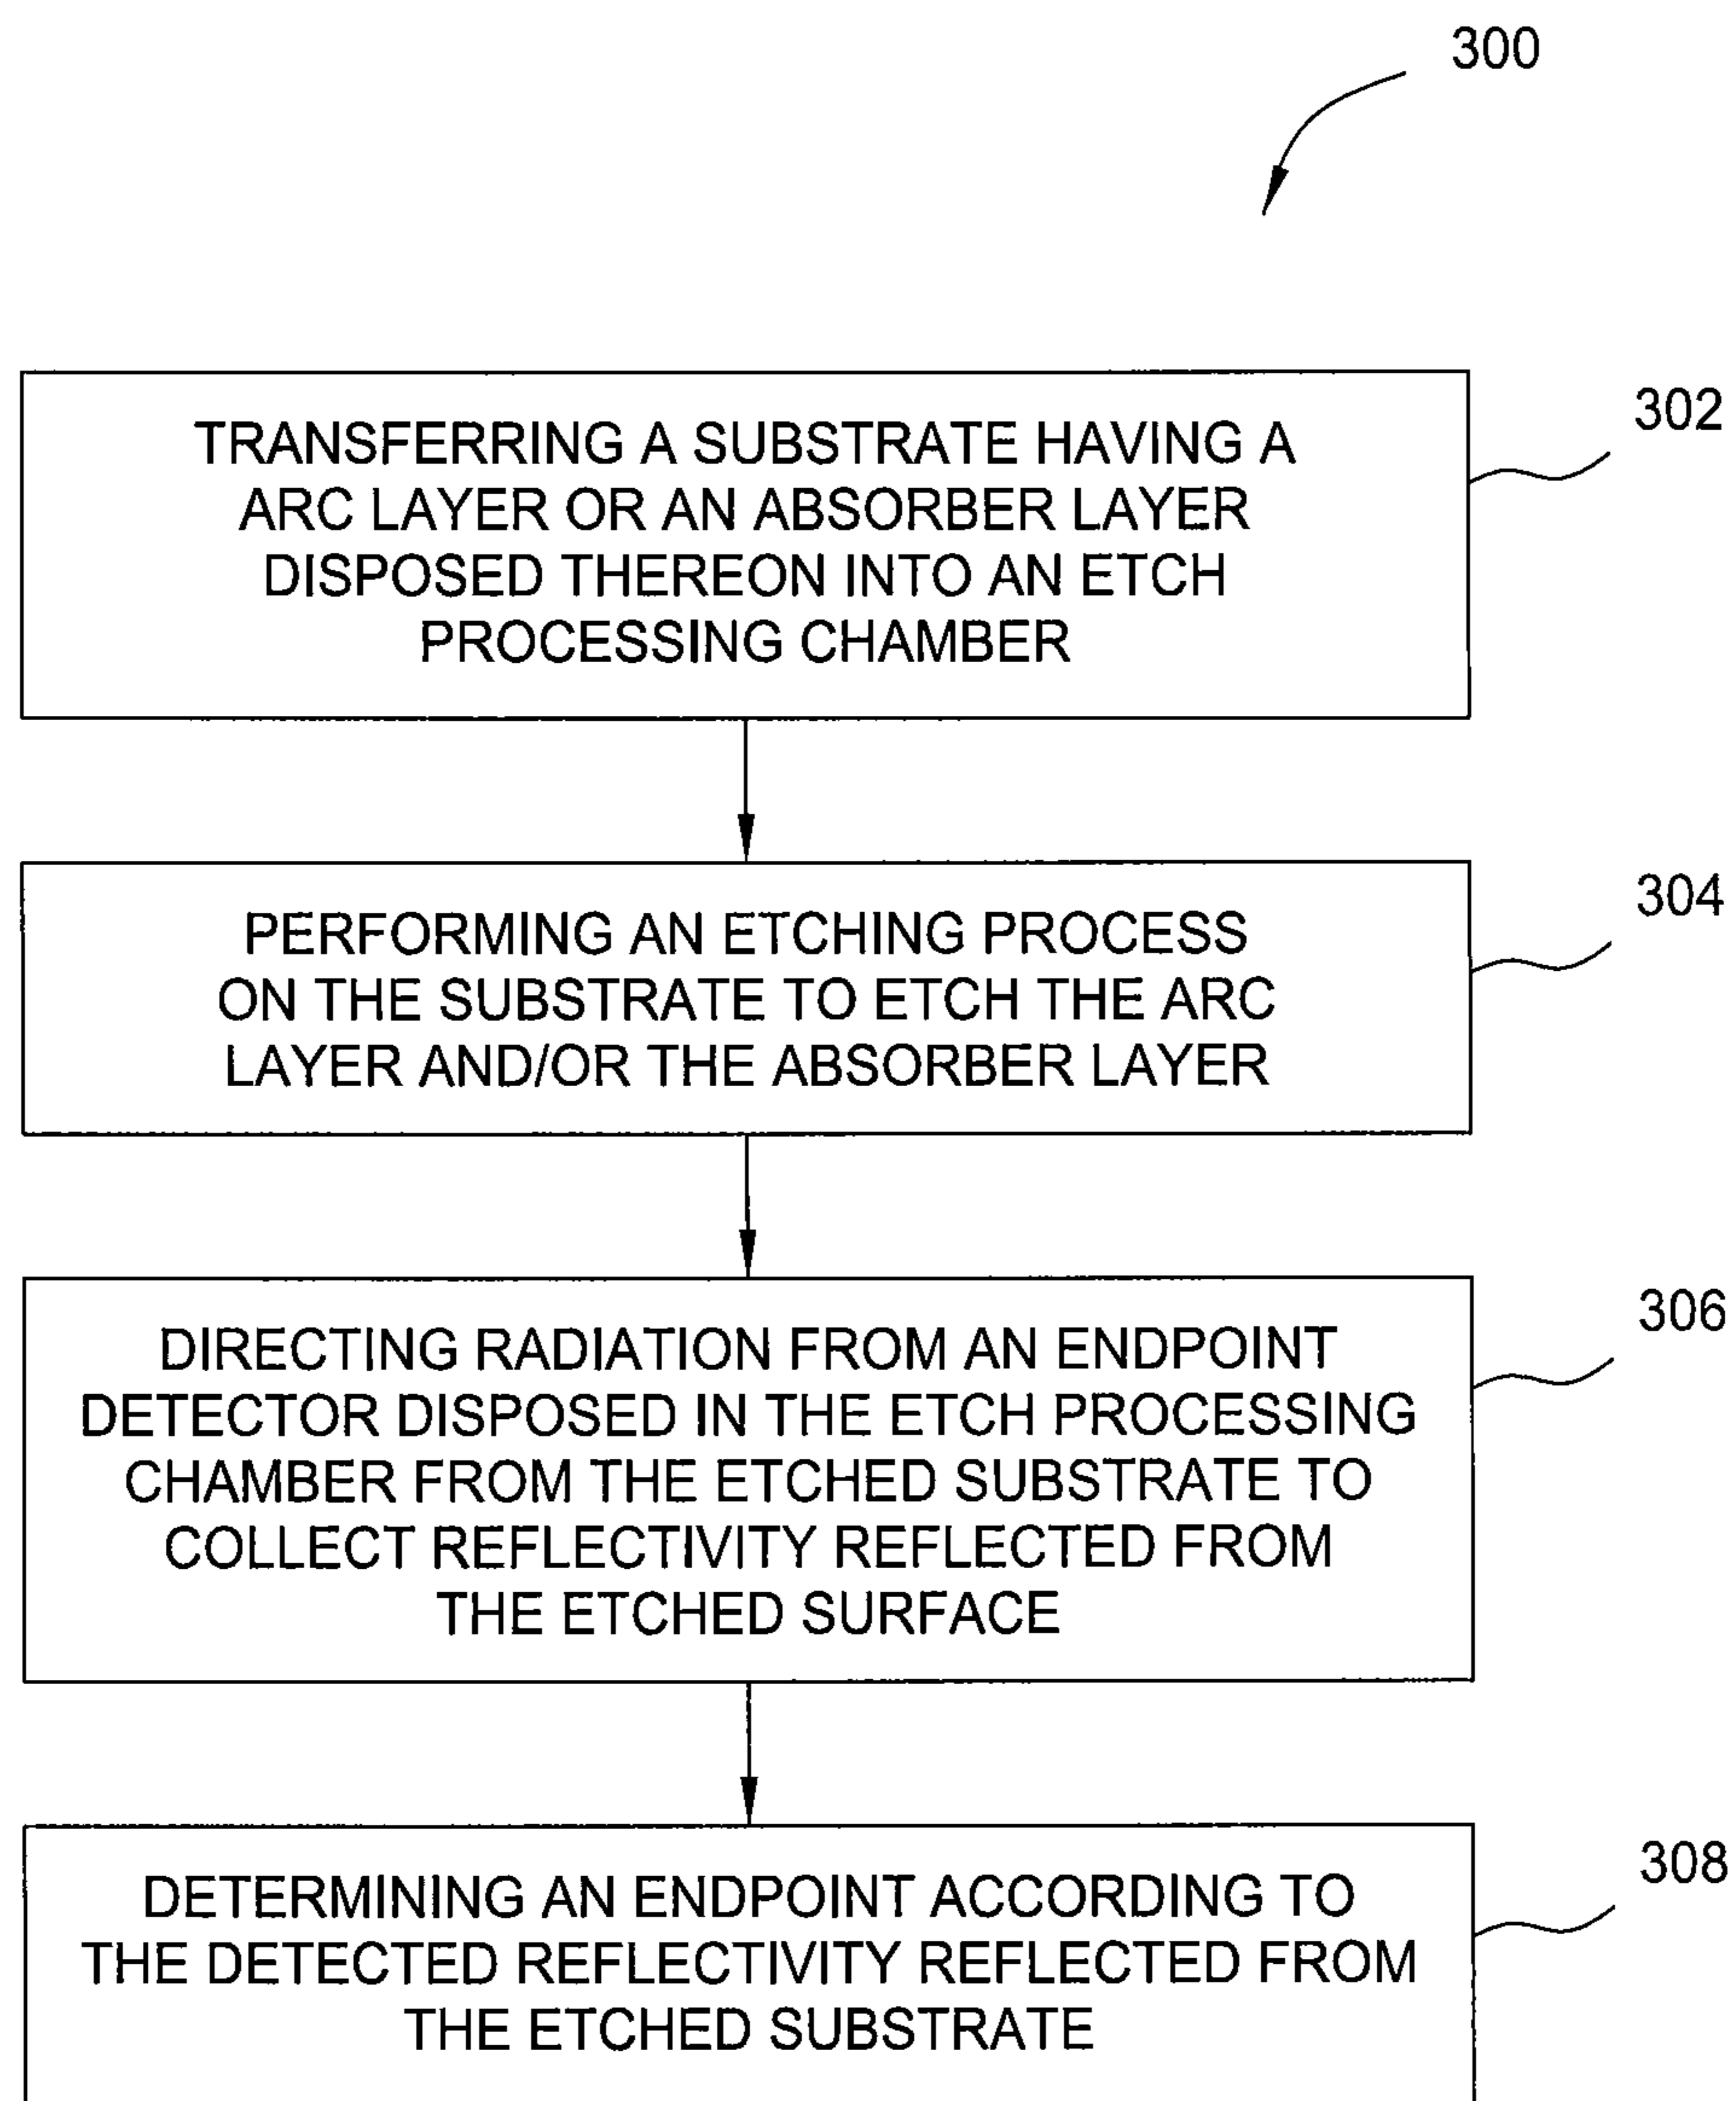 300
302
TRANSFERRING A SUBSTRATE HAVING A
ARC LAYER OR AN ABSORBER LAYER
DISPOSED THEREON INTO AN ETCH
PROCESSING CHAMBER
304
PERFORMING AN ETCHING PROCESS
ON THE SUBSTRATE TO ETCH THE ARC
LAYER AND/OR THE ABSORBER LAYER
306
DIRECTING RADIATION FROM AN ENDPOINT
DETECTOR DISPOSED IN THE ETCH PROCESSING
CHAMBER FROM THE ETCHED SUBSTRATE TO
COLLECT REFLECTIVITY REFLECTED FROM
THE ETCHED SURFACE
308
DETERMINING AN ENDPOINT ACCORDING TO
THE DETECTED REFLECTIVITY REFLECTED FROM
THE ETCHED SUBSTRATE